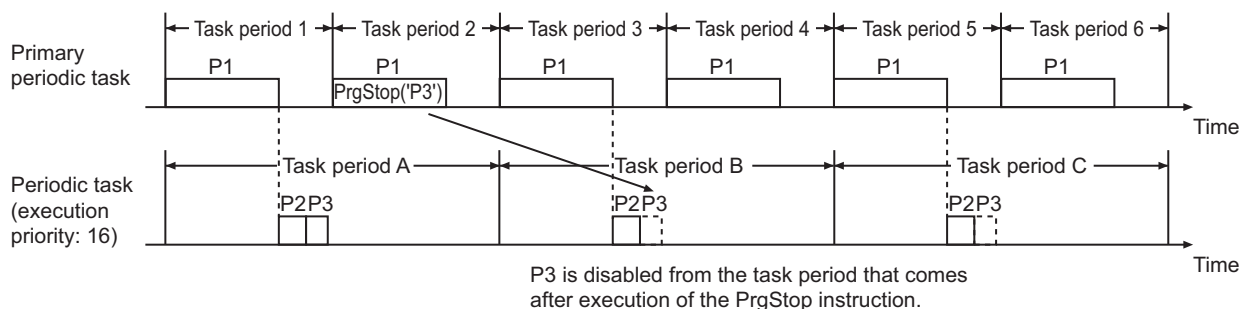 Task period 1 Task period 2 Task period 3 Task period 4 Task period 5 Task period 6
Primary
periodic task
P1 P1 P1 P1 P1 P1
PrgStop('P3')
Time
Task period A Task period B Task period C
Periodic task
(execution
priority: 16)
P2 P3 P2 P3 P2 P3
Time
P3 is disabled from the task period that comes
after execution of the PrgStop instruction.